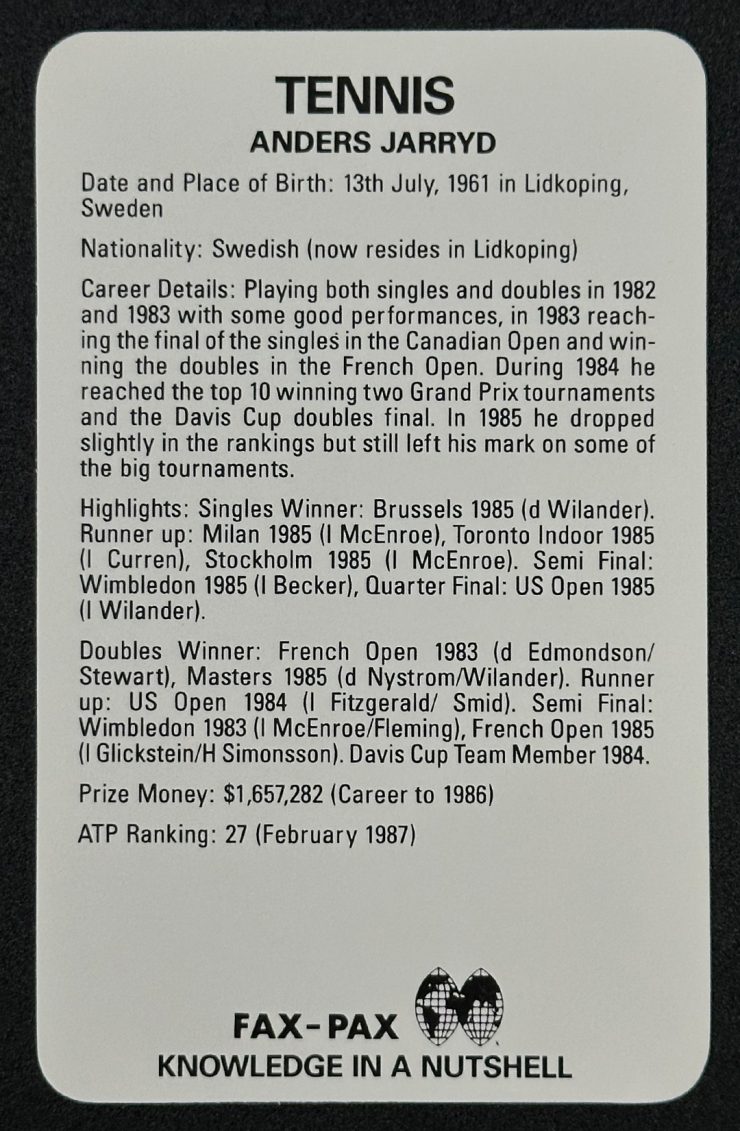 TENNIS
ANDERS JARRYD
Date and Place of Birth: 13th July, 1961 in Lidkoping,
Sweden
Nationality: Swedish (now resides in Lidkoping)
Career Details: Playing both singles and doubles in 1982
and 1983 with some good performances, in 1983 reach-
ing the final of the singles in the Canadian Open and win-
ning the doubles in the French Open. During 1984 he
reached the top 10 winning two Grand Prix tournaments
and the Davis Cup doubles final. In 1985 he dropped
slightly in the rankings but still left his mark on some of
the big tournaments.
Highlights: Singles Winner: Brussels 1985 (d Wilander).
Runner up: Milan 1985 (l McEnroe), Toronto Indoor 1985
(l Curren), Stockholm 1985 (l McEnroe). Semi Final:
Wimbledon 1985 (l Becker), Quarter Final: US Open 1985
(l Wilander).
Doubles Winner: French Open 1983 (d Edmondson/
Stewart), Masters 1985 (d Nystrom/Wilander). Runner
up: US Open 1984 (l Fitzgerald/ Smid). Semi Final:
Wimbledon 1983 (l McEnroe/Fleming), French Open 1985
(l Glickstein/H Simonsson). Davis Cup Team Member 1984.
Prize Money: $1,657,282 (Career to 1986)
ATP Ranking: 27 (February 1987)
FAX-PAX
KNOWLEDGE IN A NUTSHELL